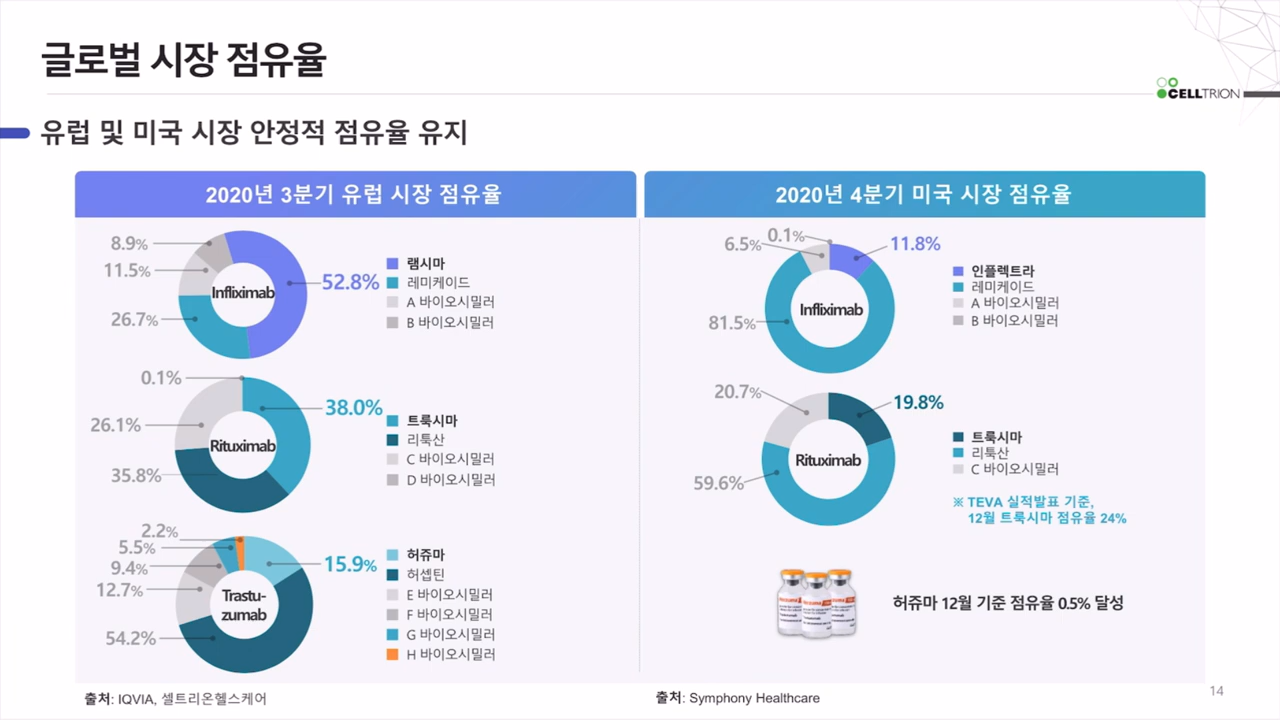 글로벌 시장 점유율
CELLTRION
유럽 및 미국 시장 안정적 점유율 유지
2020년 3분기 유럽 시장 점유율
8.9%
11.5%
26.7%
52.8%
Infliximab
램시마
레미케이드
A 바이오시밀러
B 바이오시밀러
0.1%
26.1%
35.8%
38.0%
Rituximab
트룩시마
리툭산
C 바이오시밀러
D 바이오시밀러
2.2%
5.5%
9.4%
12.7%
54.2%
15.9%
Trastu-
zumab
허쥬마
허셉틴
E 바이오시밀러
F 바이오시밀러
G 바이오시밀러
H 바이오시밀러
출처: IQVIA, 셀트리온헬스케어
2020년 4분기 미국 시장 점유율
0.1%
6.5%
81.5%
11.8%
Infliximab
인플렉트라
레미케이드
A 바이오시밀러
B 바이오시밀러
20.7%
59.6%
19.8%
Rituximab
트룩시마
리툭산
C 바이오시밀러
※ TEVA 실적발표 기준,
12월 트룩시마 점유율 24%
허쥬마 12월 기준 점유율 0.5% 달성
출처: Symphony Healthcare
14